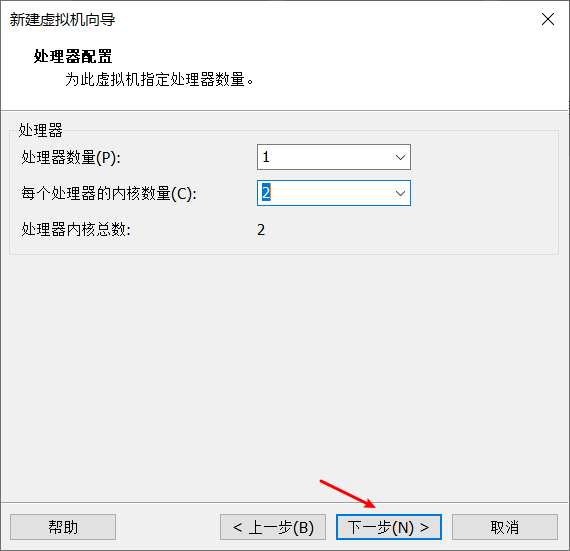 新建虚拟机向导
处理器配置
为此虚拟机指定处理器数量。
处理器
处理器数量(P): 1
每个处理器的内核数量(C): 2
处理器内核总数: 2
帮助 < 上一步(B) 下一步(N) > 取消